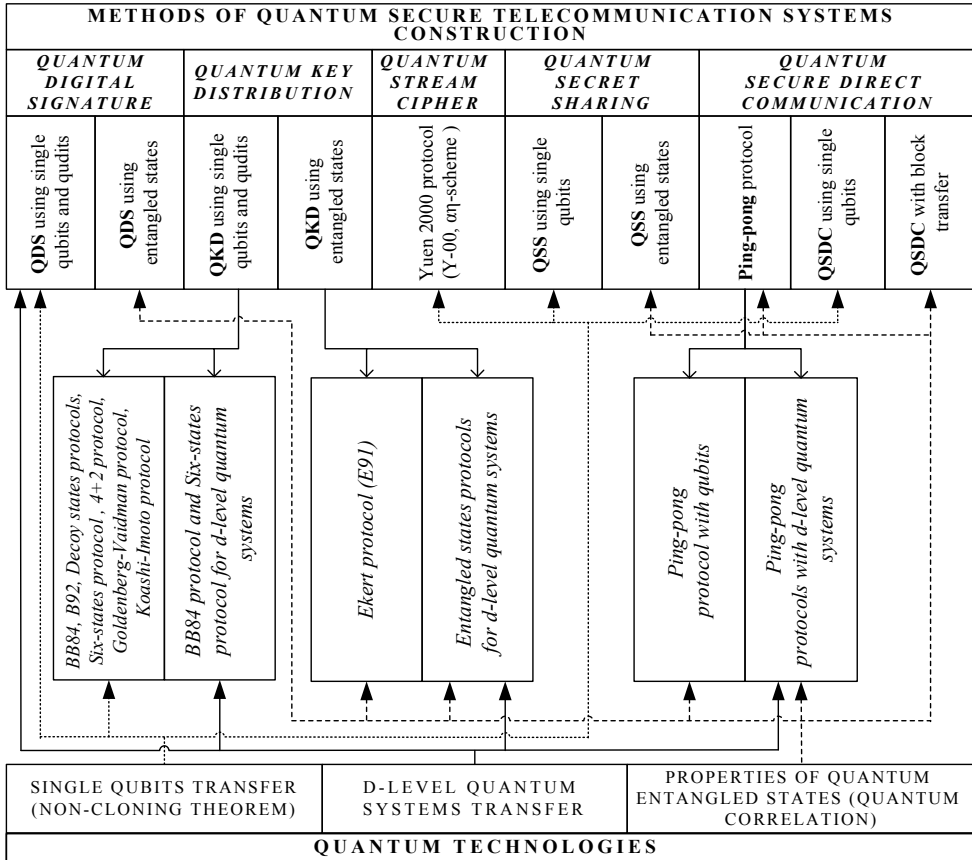 METHODS OF QUANTUM SECURE TELECOMMUNICATION SYSTEMS
CONSTRUCTION
QUANTUM
DIGITAL
SIGNATURE
QUANTUM KEY
DISTRIBUTION
QUANTUM
STREAM
CIPHER
QUANTUM
SECRET
SHARING
QUANTUM
SECURE DIRECT
COMMUNICATION
QDS using single
qubits and qudits
QDS using
entangled states
QKD using single
qubits and qudits
QKD using
entangled states
Yuen 2000 protocol
(Y-00, αη-scheme )
QSS using single
qubits
QSS using
entangled states
Ping-pong protocol
QSDC using single
qubits
QSDC with block
transfer
BB84, B92, Decoy states protocols,
Six-states protocol , 4+2 protocol,
Goldenberg-Vaidman protocol,
Koashi-Imoto protocol
BB84 protocol and Six-states
protocol for d-level quantum
systems
Ekert protocol (E91)
Entangled states protocols
for d-level quantum systems
Ping-pong
protocol with qubits
Ping-pong
protocols with d-level quantum
systems
SINGLE QUBITS TRANSFER
(NON-CLONING THEOREM)
D-LEVEL QUANTUM
SYSTEMS TRANSFER
PROPERTIES OF QUANTUM
ENTANGLED STATES (QUANTUM
CORRELATION)
QUANTUM TECHNOLOGIES